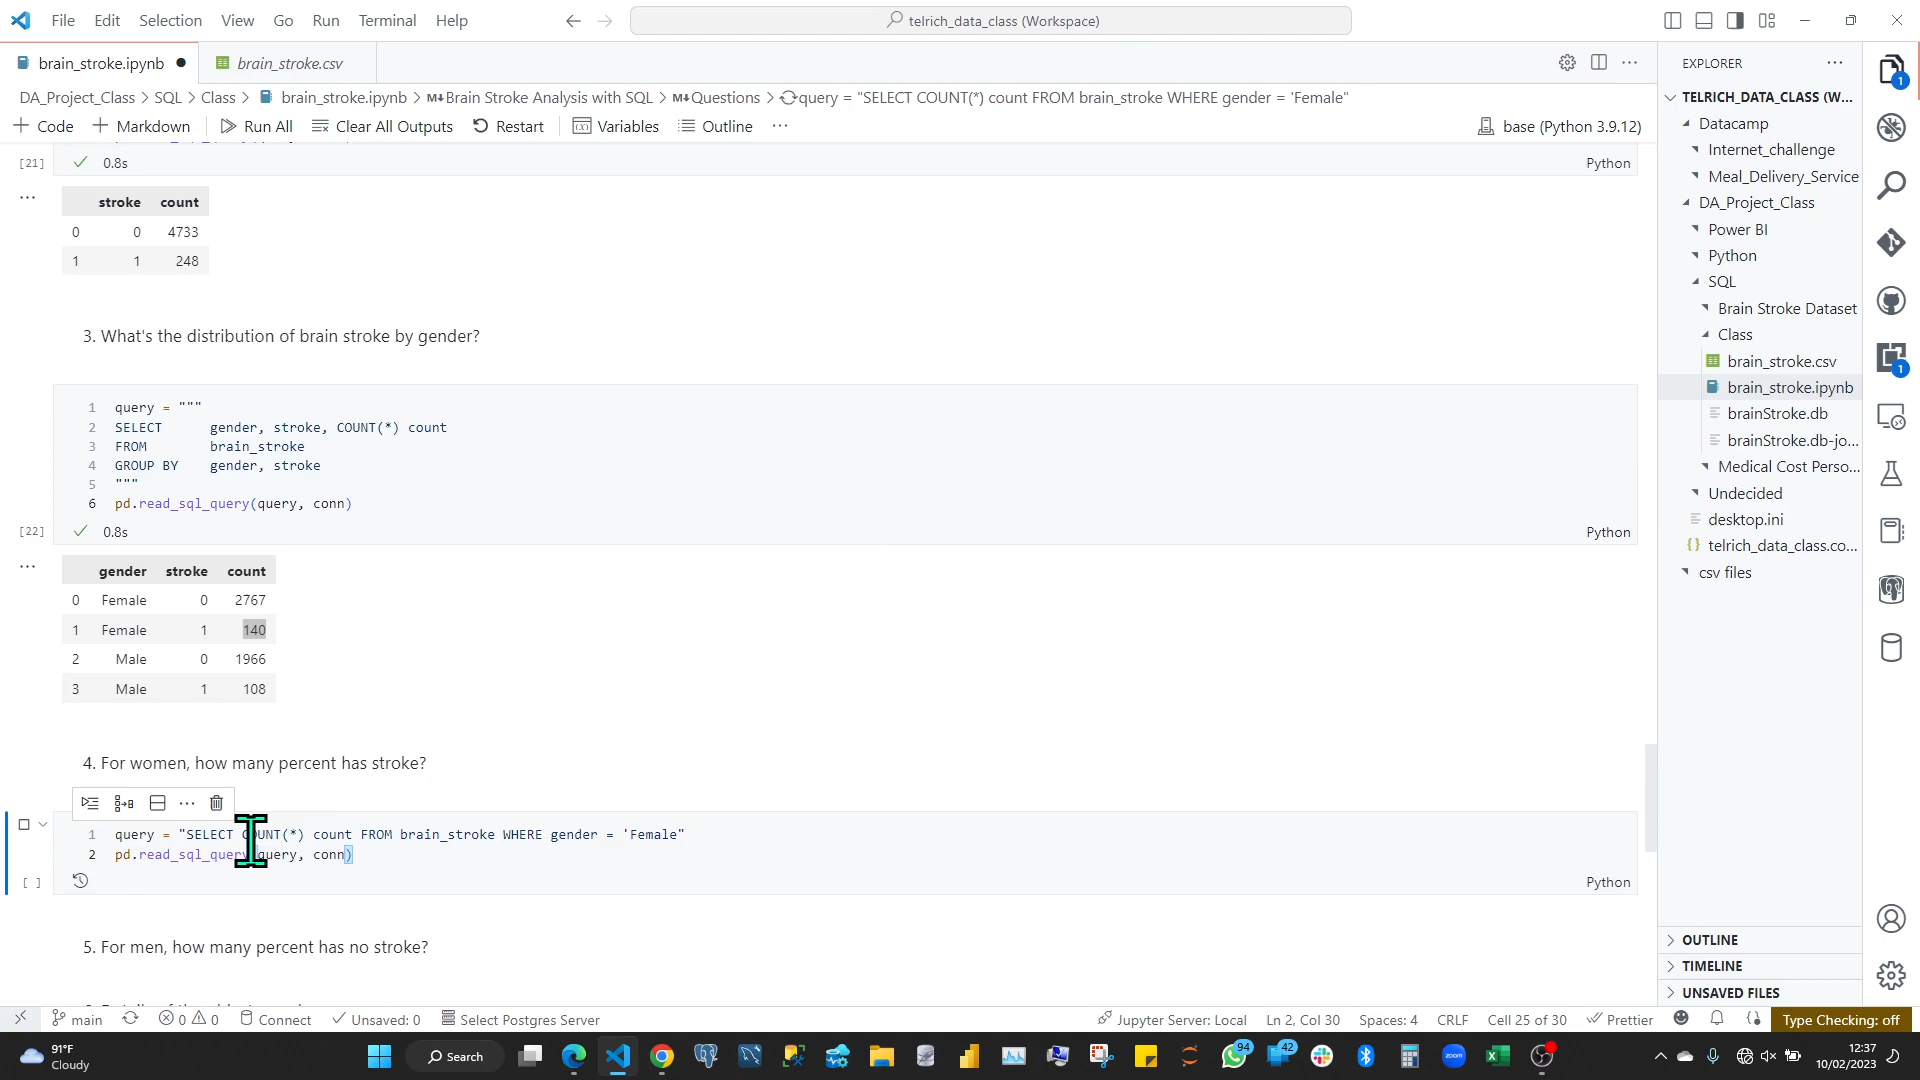 File Edit Selection View Go Run Terminal Help
telrich_data_class (Workspace)
brain_stroke.ipynb
brain_stroke.csv
DA_Project_Class > SQL > Class > brain_stroke.ipynb > M↓Brain Stroke Analysis with SQL > M↓Questions > query = "SELECT COUNT(*) count FROM brain_stroke WHERE gender = 'Female"
Code Markdown Run All Clear All Outputs Restart Variables Outline ...
base (Python 3.9.12)
[21] 0.8s Python
stroke count
0 0 4733
1 1 248
3. What's the distribution of brain stroke by gender?
1 query = """
2 SELECT gender, stroke, COUNT(*) count
3 FROM brain_stroke
4 GROUP BY gender, stroke
5 """
6 pd.read_sql_query(query, conn)
[22] 0.8s Python
gender stroke count
0 Female 0 2767
1 Female 1 140
2 Male 0 1966
3 Male 1 108
4. For women, how many percent has stroke?
1 query = "SELECT COUNT(*) count FROM brain_stroke WHERE gender = 'Female"
2 pd.read_sql_query(query, conn)
[ ] Python
5. For men, how many percent has no stroke?
EXPLORER
TELRICH_DATA_CLASS (W...
Datacamp
Internet_challenge
Meal_Delivery_Service
DA_Project_Class
Power BI
Python
SQL
Brain Stroke Dataset
Class
brain_stroke.csv
brain_stroke.ipynb
brainStroke.db
brainStroke.db-jo...
Medical Cost Perso...
Undecided
desktop.ini
telrich_data_class.co...
csv files
OUTLINE
TIMELINE
UNSAVED FILES
1
1
main 0 0 Connect Unsaved: 0 Select Postgres Server
Jupyter Server: Local Ln 2, Col 30 Spaces: 4 CRLF Cell 25 of 30 Prettier Type Checking: off
91°F
Cloudy
Search
94
42
zoom
12:37
10/02/2023